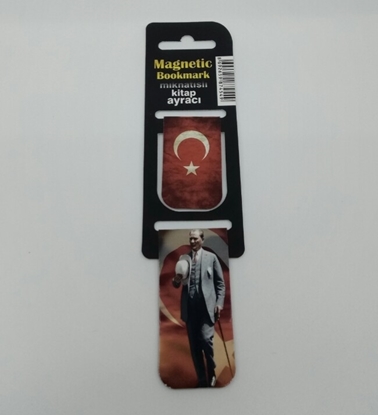 Magnetic
Bookmark
mıknatıslı
kitap
ayracı